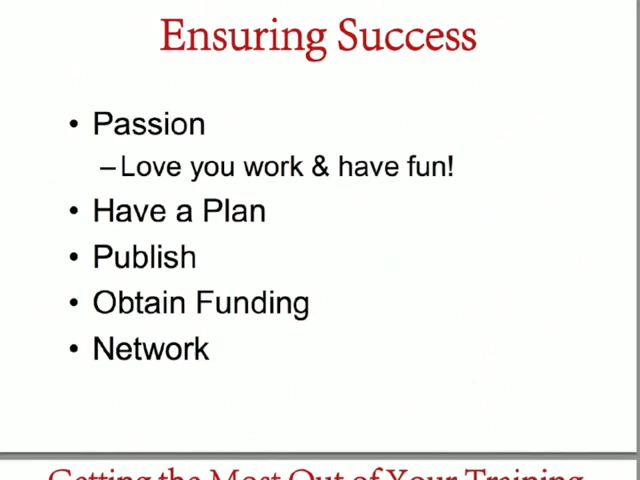 Ensuring Success
• Passion
–Love you work & have fun!
• Have a Plan
• Publish
• Obtain Funding
• Network
Getting the Most Out of Your Training